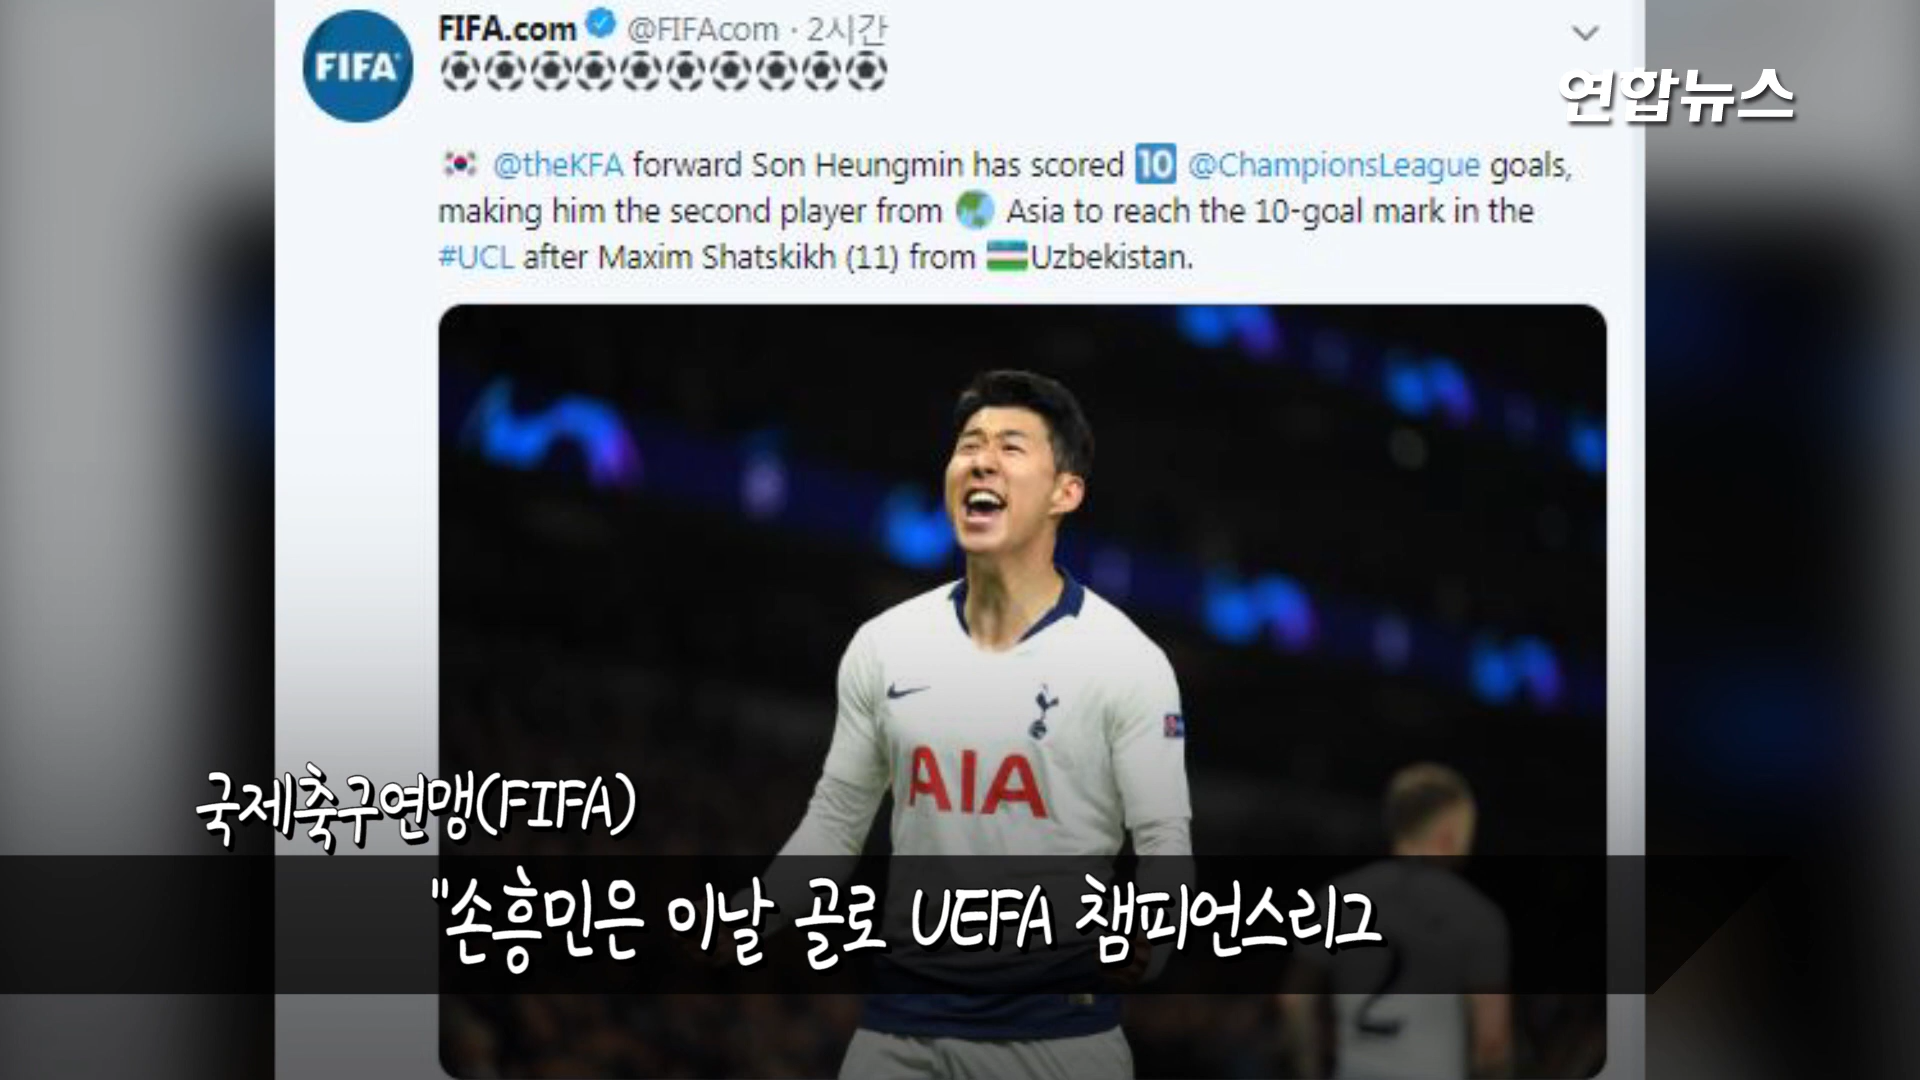 FIFA.com @FIFAcom · 2시간
FIFA
연합뉴스
@theKFA forward Son Heungmin has scored 10 @ChampionsLeague goals,
making him the second player from Asia to reach the 10-goal mark in the
#UCL after Maxim Shatskikh (11) from Uzbekistan.
AIA
2
국제축구연맹(FIFA)
"손흥민은 이날 골로 UEFA 챔피언스리그